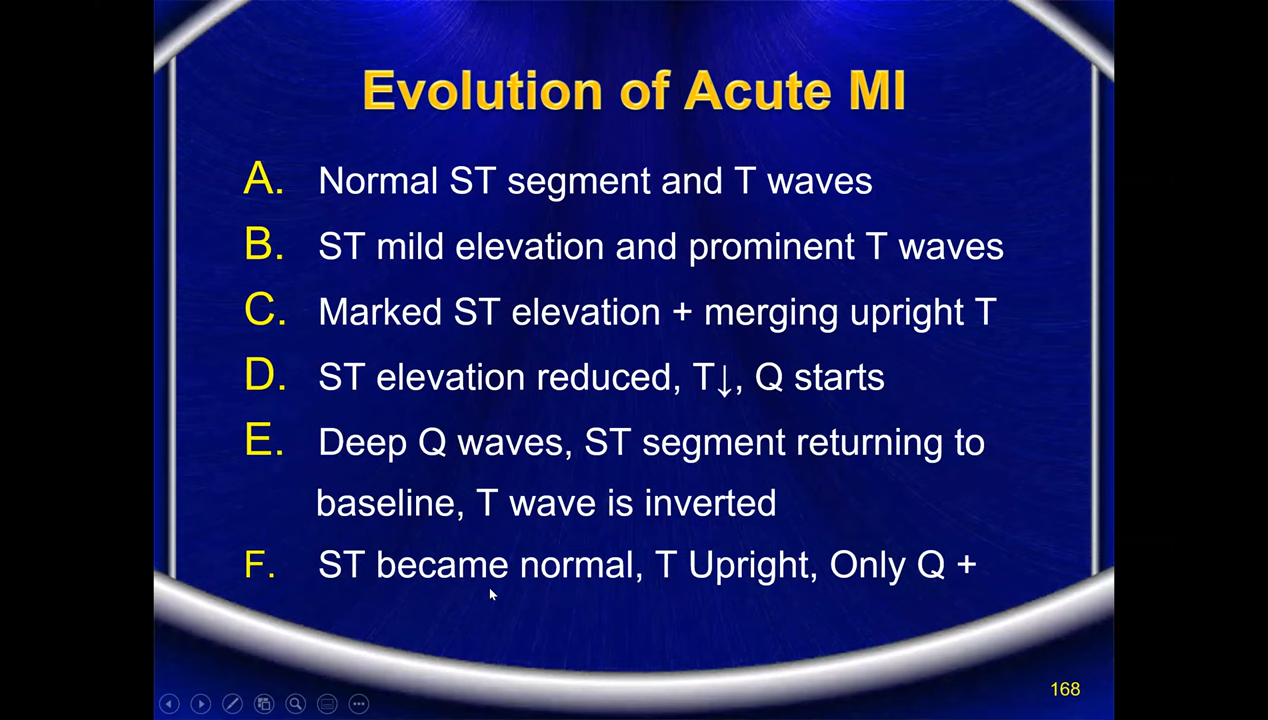 Evolution of Acute MI
A. Normal ST segment and T waves
B. ST mild elevation and prominent T waves
C. Marked ST elevation + merging upright T
D. ST elevation reduced, T↓, Q starts
E. Deep Q waves, ST segment returning to
baseline, T wave is inverted
F. ST became normal, T Upright, Only Q +
168